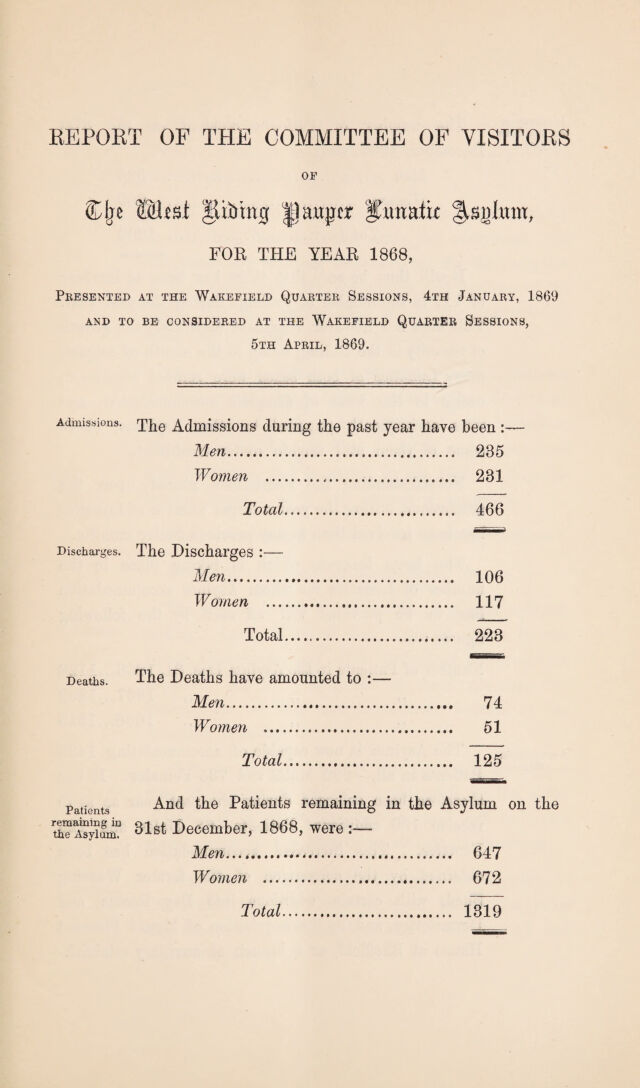 REPORT OF THE COMMITTEE OF VISITORS
OF
The West Riding Pauper Lunatic Asylum,
FOR THE YEAR 1868,
Presented at the Wakefield Quarter Sessions, 4th January, 1869
and to be considered at the Wakefield Quarter Sessions,
5th April, 1869.
Admissions. The Admissions during the past year have been :—
Men.................................... 235
Women .............................. 231
Total........................... 466
Discharges. The Discharges :—
Men.................................... 106
Women .............................. 117
Total........................... 223
Deaths. The Deaths have amounted to :—
Men.................................... 74
Women .............................. 51
Total........................... 125
Patients remaining in the Asylum. And the Patients remaining in the Asylum on the
31st December, 1868, were :—
Men.................................... 647
Women .............................. 672
Total........................... 1319